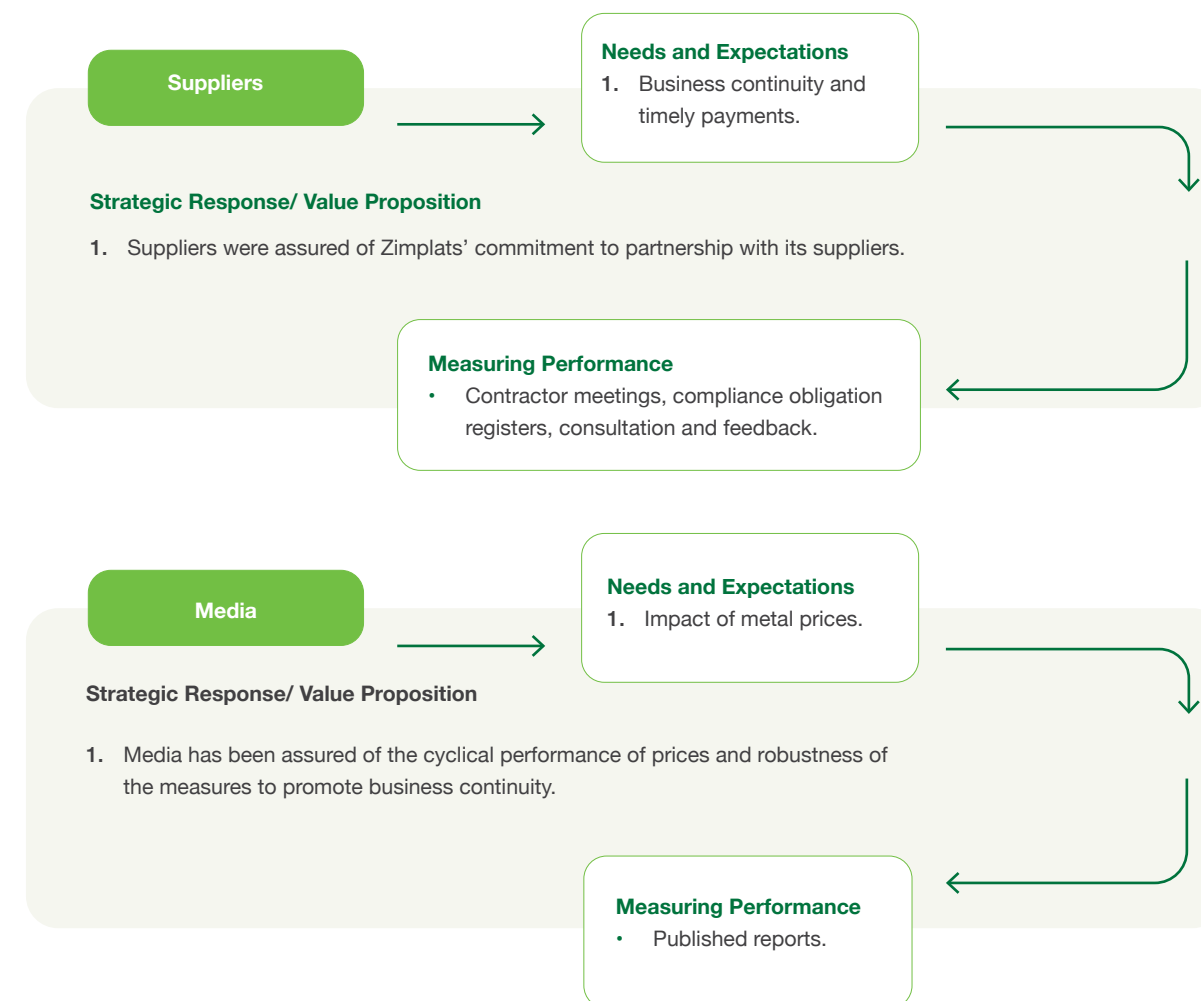 Suppliers
Needs and Expectations
1. Business continuity and
timely payments.
Strategic Response/ Value Proposition
1. Suppliers were assured of Zimplats’ commitment to partnership with its suppliers.
Measuring Performance
• Contractor meetings, compliance obligation
registers, consultation and feedback.
Media
Needs and Expectations
1. Impact of metal prices.
Strategic Response/ Value Proposition
1. Media has been assured of the cyclical performance of prices and robustness of
the measures to promote business continuity.
Measuring Performance
• Published reports.